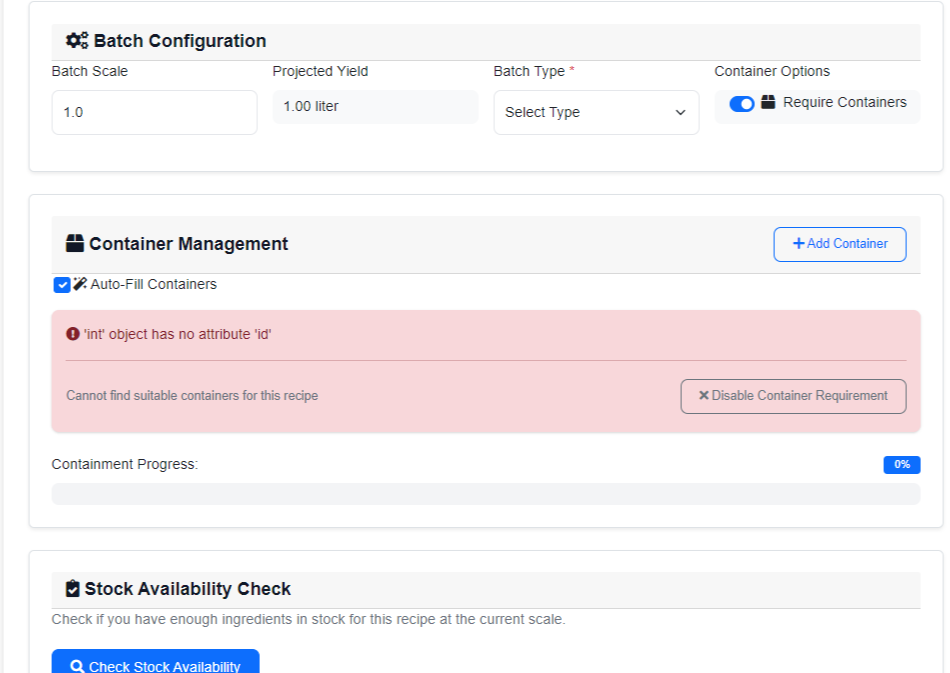 Batch Configuration
Batch Scale Projected Yield Batch Type * Container Options
1.0 1.00 liter Select Type Require Containers
Container Management + Add Container
Auto-Fill Containers
'int' object has no attribute 'id'
Cannot find suitable containers for this recipe Disable Container Requirement
Containment Progress: 0%
Stock Availability Check
Check if you have enough ingredients in stock for this recipe at the current scale.
Check Stock Availability